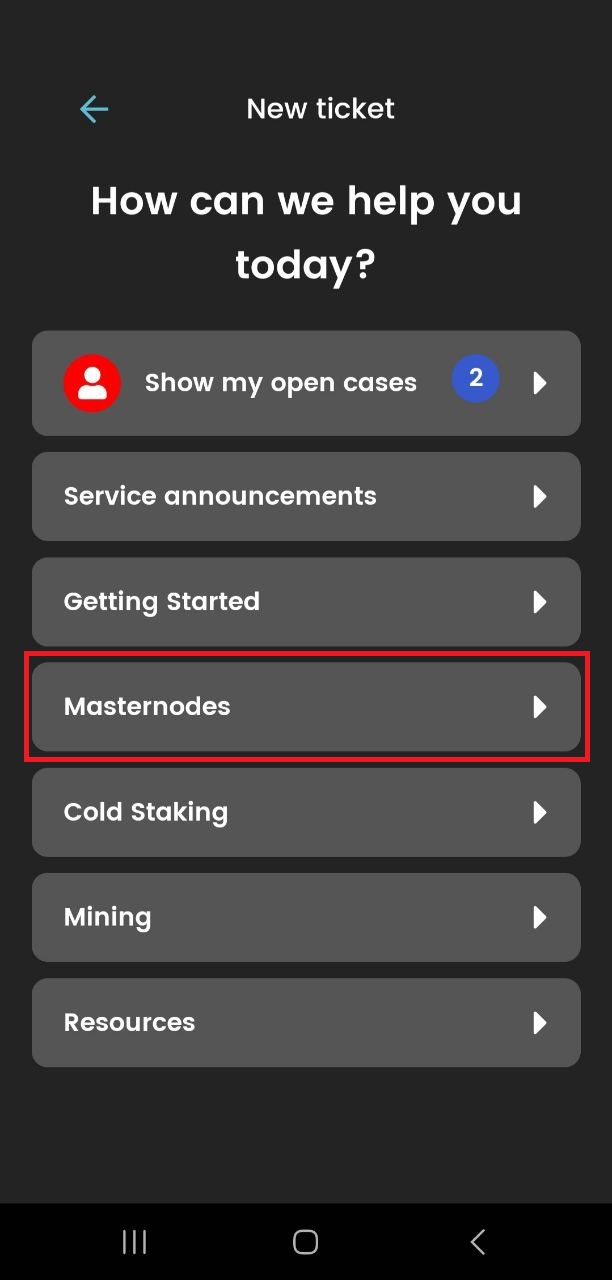 New ticket
How can we help you
today?
Show my open cases 2
Service announcements
Getting Started
Masternodes
Cold Staking
Mining
Resources